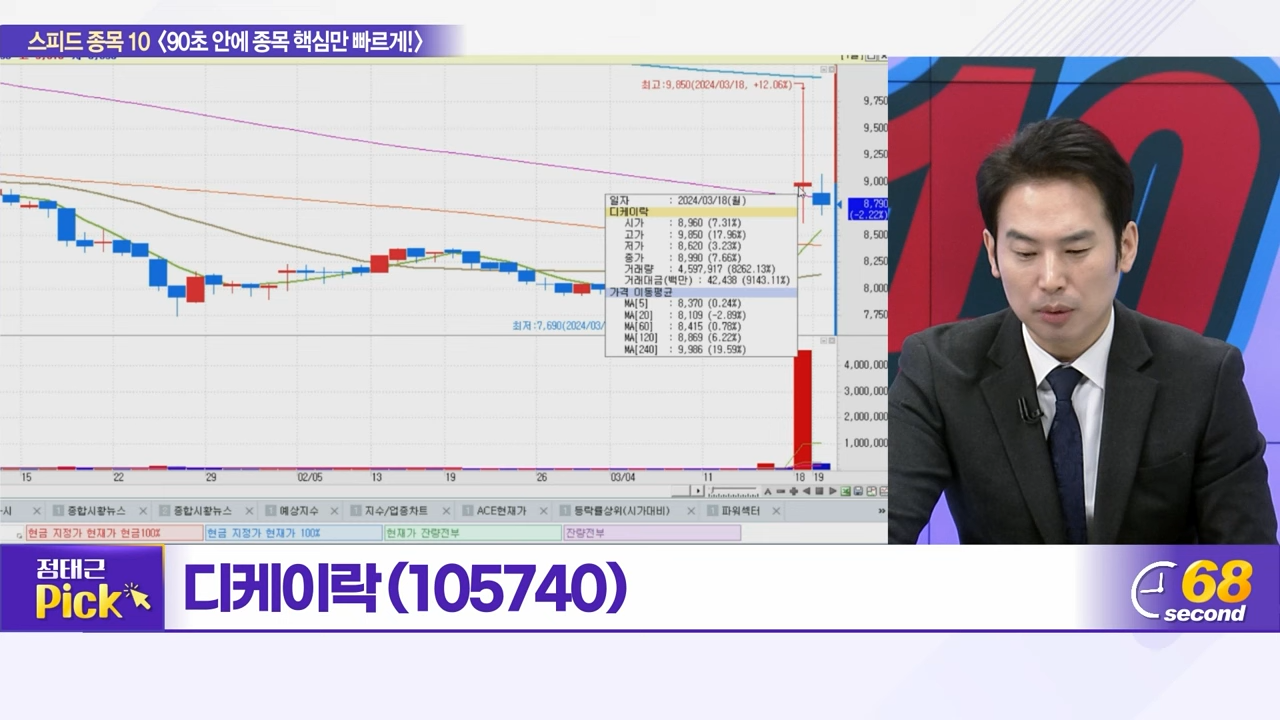 스피드 종목 10 〈90초 안에 종목 핵심만 빠르게!〉
최고:9,850(2024/03/18, +12.06%)
9,750
9,500
9,250
9,000
8,790
(-2.22%)
8,500
8,250
8,000
7,750
일자 : 2024/03/18(월)
디케이락
시가 : 8,960 (7.31%)
고가 : 9,850 (17.96%)
저가 : 8,620 (3.23%)
종가 : 8,990 (7.66%)
거래량 : 4,597,917 (8262.13%)
거래대금(백만) : 42,438 (9143.11%)
가격 이동평균
MA[5] : 8,370 (0.24%)
MA[20] : 8,109 (-2.89%)
MA[60] : 8,415 (0.78%)
MA[120] : 8,869 (6.22%)
MA[240] : 9,986 (19.59%)
최저:7,690(2024/03/
4,000,000
3,000,000
2,000,000
1,000,000
15 22 29 02/05 13 19 26 03/04 11 18 19
-시 1 종합시황뉴스 2 종합시황뉴스 1 예상지수 1 지수/업종차트 1 ACE현재가 1 등락률상위(시가대비) 1 파워섹터
현금 지정가 현재가 현금100% 현금 지정가 현재가 100% 현재가 잔량전부 잔량전부
정태근
Pick
디케이락(105740)
68
second
10